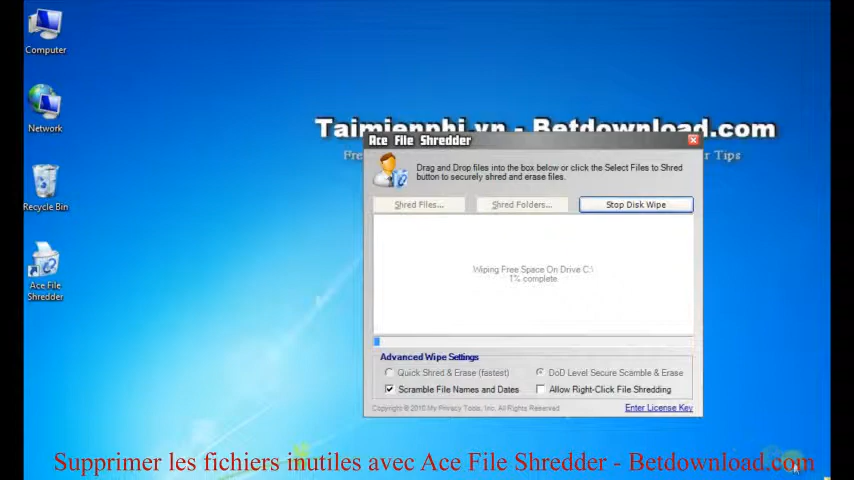 Computer
Taimienphi.vn - Betdownload.com
Network
Ace File Shredder
Drag and Drop files into the box below or click the Select Files to Shred
button to securely shred and erase files.
Shred Files...
Shred Folders...
Stop Disk Wipe
Recycle Bin
Wiping Free Space On Drive C:\
1% complete
Ace File
Shredder
Advanced Wipe Settings
Quick Shred & Erase (fastest)
DoD Level Secure Scamble & Erase
Scramble File Names and Dates
Allow Right-Click File Shredding
Copyright © 2010 My Privacy Tools, Inc. All Rights Reserved
Enter License Key
Supprimer les fichiers inutiles avec Ace File Shredder - Betdownload.com